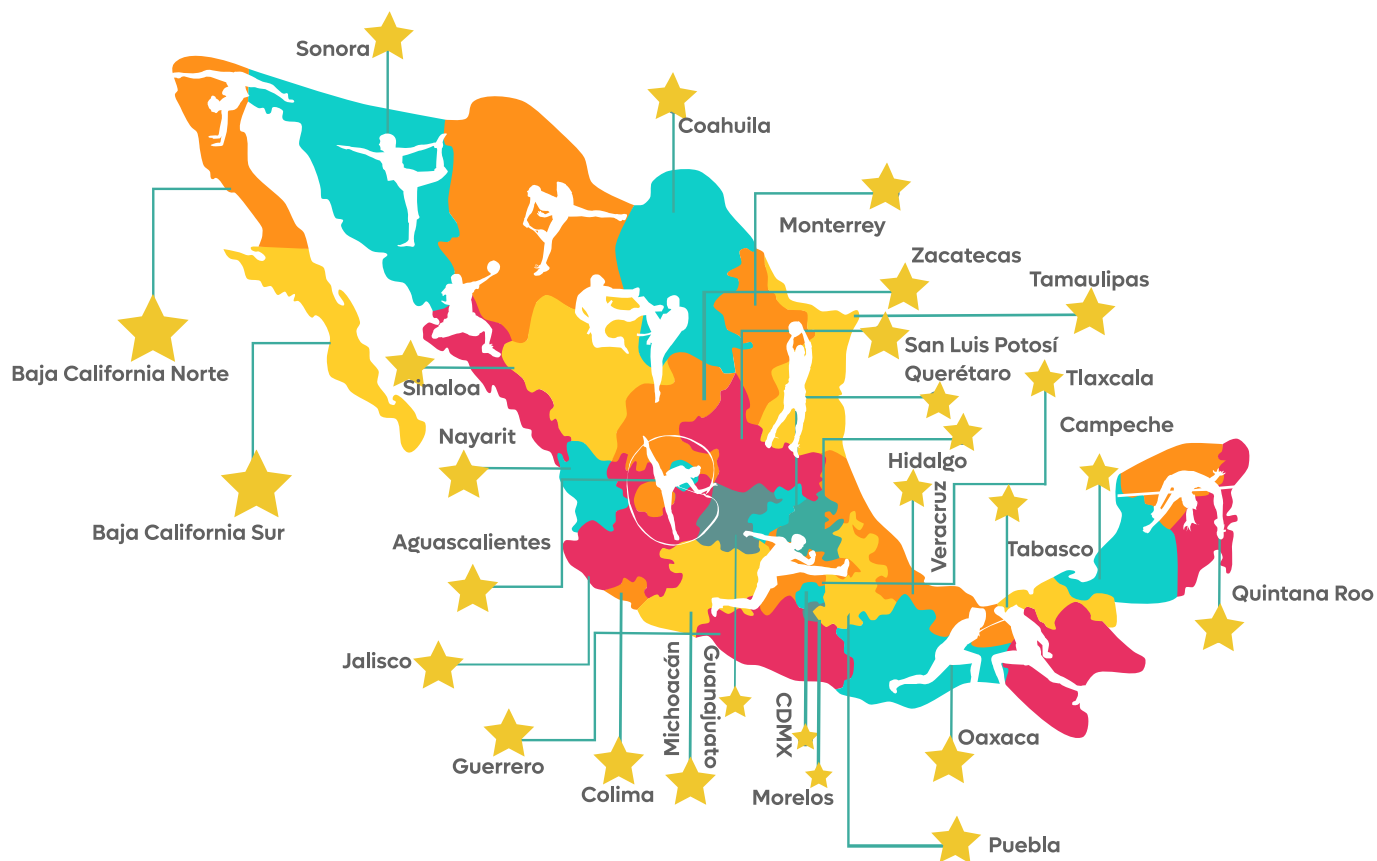 Sonora
Coahuila
Monterrey
Zacatecas
Tamaulipas
San Luis Potosí
Querétaro
Tlaxcala
Baja California Norte
Sinaloa
Campeche
Nayarit
Hidalgo
Veracruz
Baja California Sur
Aguascalientes
Tabasco
Quintana Roo
Jalisco
Michoacán
Guanajuato
CDMX
Oaxaca
Guerrero
Colima
Morelos
Puebla